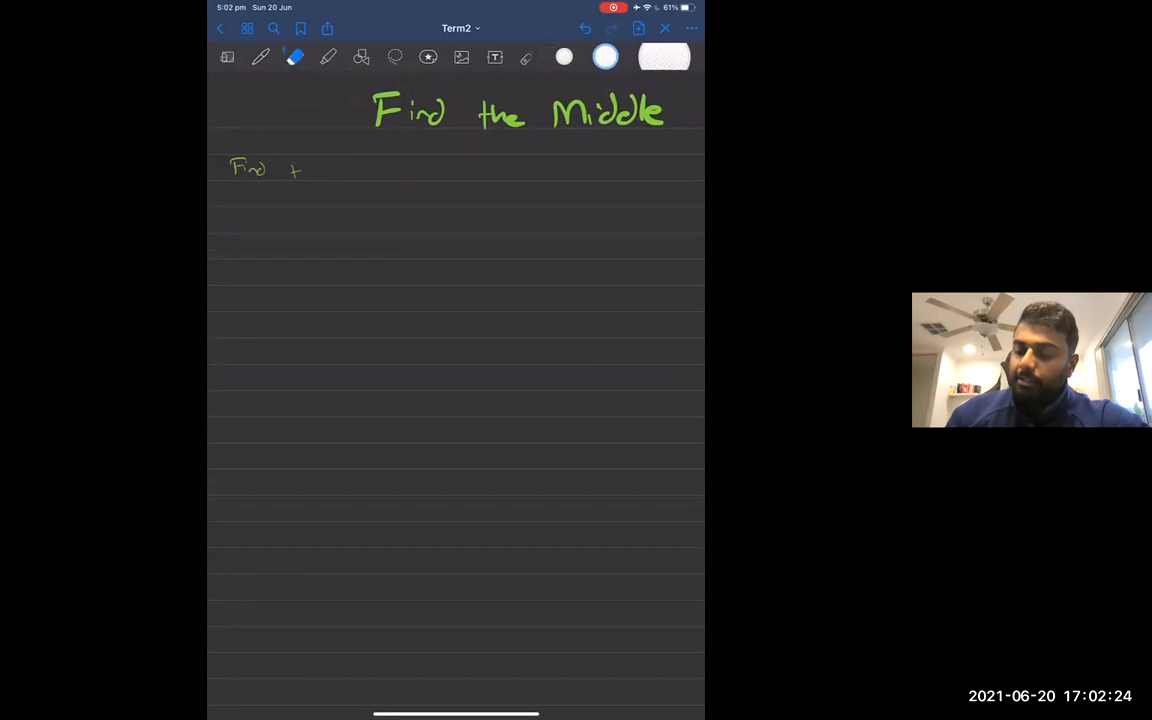 5:02 pm Sun 20 Jun 61%
Term2
T
Find the Middle
Find t
2021-06-20 17:02:24